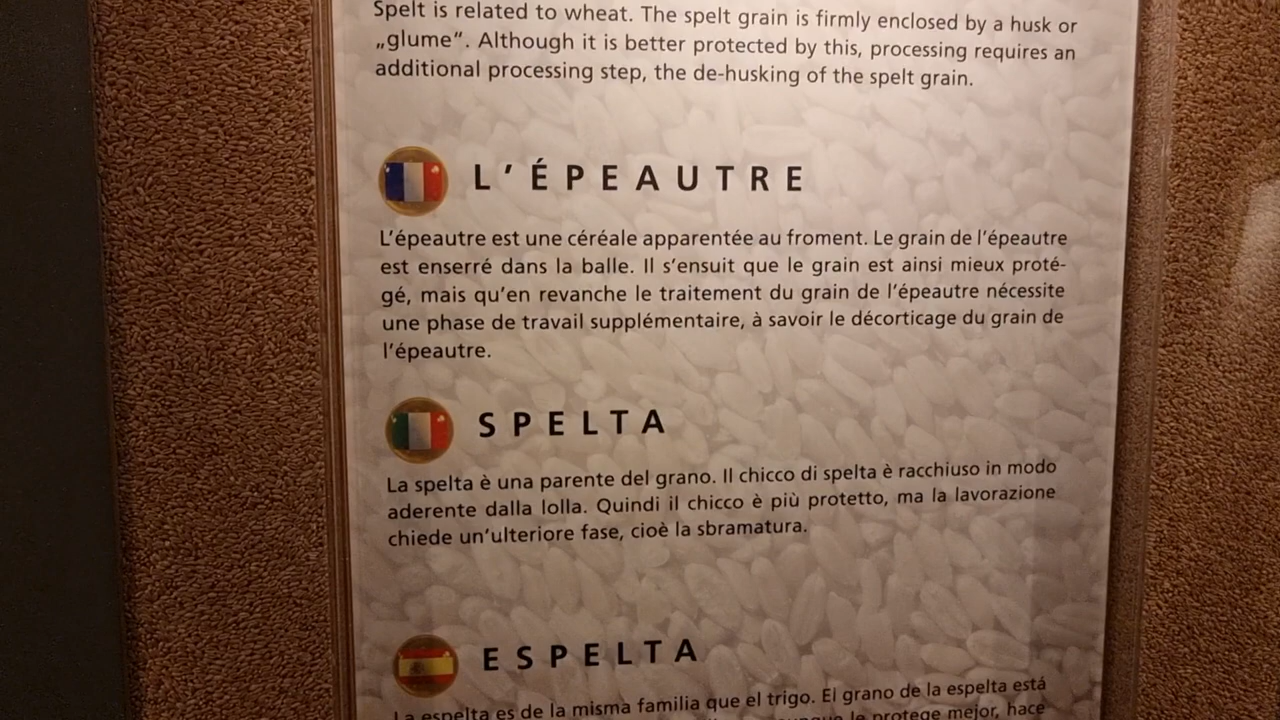 Spelt is related to wheat. The spelt grain is firmly enclosed by a husk or
„glume“. Although it is better protected by this, processing requires an
additional processing step, the de-husking of the spelt grain.
L’ÉPEAUTRE
L’épeautre est une céréale apparentée au froment. Le grain de l’épeautre
est enserré dans la balle. Il s’ensuit que le grain est ainsi mieux proté-
gé, mais qu’en revanche le traitement du grain de l’épeautre nécessite
une phase de travail supplémentaire, à savoir le décorticage du grain de
l’épeautre.
SPELTA
La spelta è una parente del grano. Il chicco di spelta è racchiuso in modo
aderente dalla lolla. Quindi il chicco è più protetto, ma la lavorazione
chiede un’ulteriore fase, cioè la sbramatura.
ESPELTA
La espelta es de la misma familia que el trigo. El grano de la espelta está
le protege mejor, hace